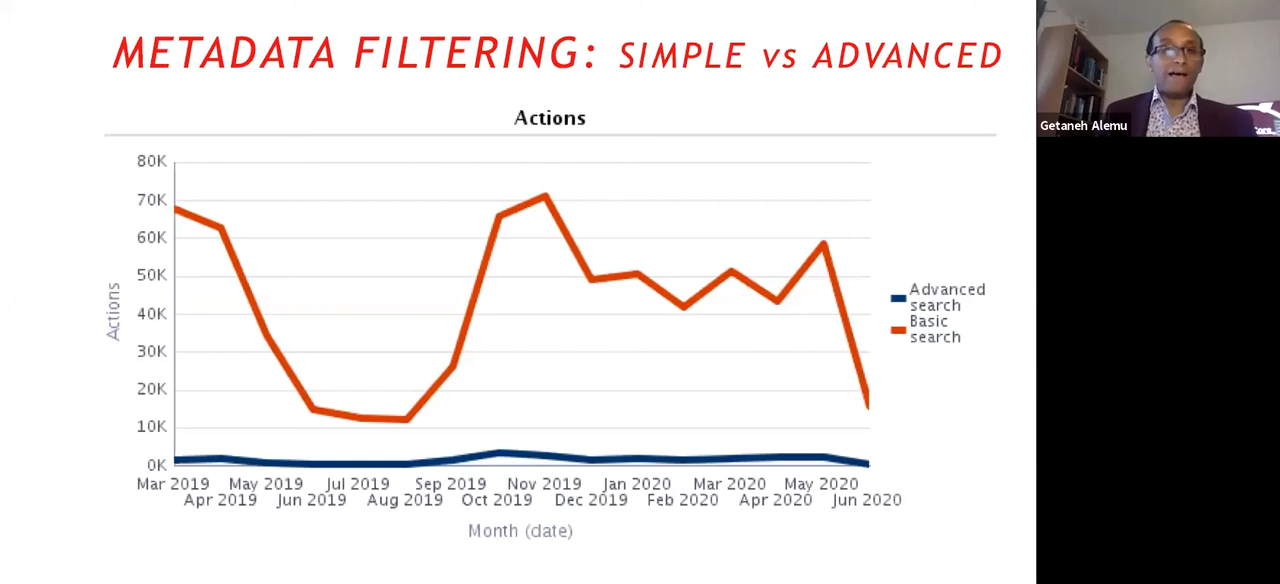 METADATA FILTERING: SIMPLE vs ADVANCED
Getaneh Alemu
Actions
80K
70K
60K
50K
40K
30K
20K
10K
0K
Actions
Advanced
search
Basic
search
Mar 2019 May 2019 Jul 2019 Sep 2019 Nov 2019 Jan 2020 Mar 2020 May 2020
Apr 2019 Jun 2019 Aug 2019 Oct 2019 Dec 2019 Feb 2020 Apr 2020 Jun 2020
Month (date)